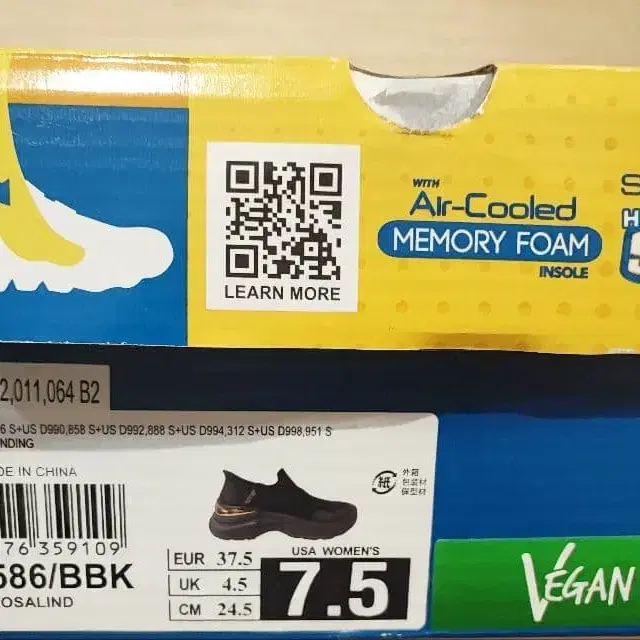 LEARN MORE
WITH
Air-Cooled
MEMORY FOAM
INSOLE
S
H
2,011,064 B2
6 S+US D990,858 S+US D992,888 S+US D994,312 S+US D998,951 S
NDING
DE IN CHINA
76 359109
586/BBK
OSALIND
紙
外箱
包装材
保型材
EUR 37.5
UK 4.5
CM 24.5
USA WOMEN'S
7.5
VEGAN